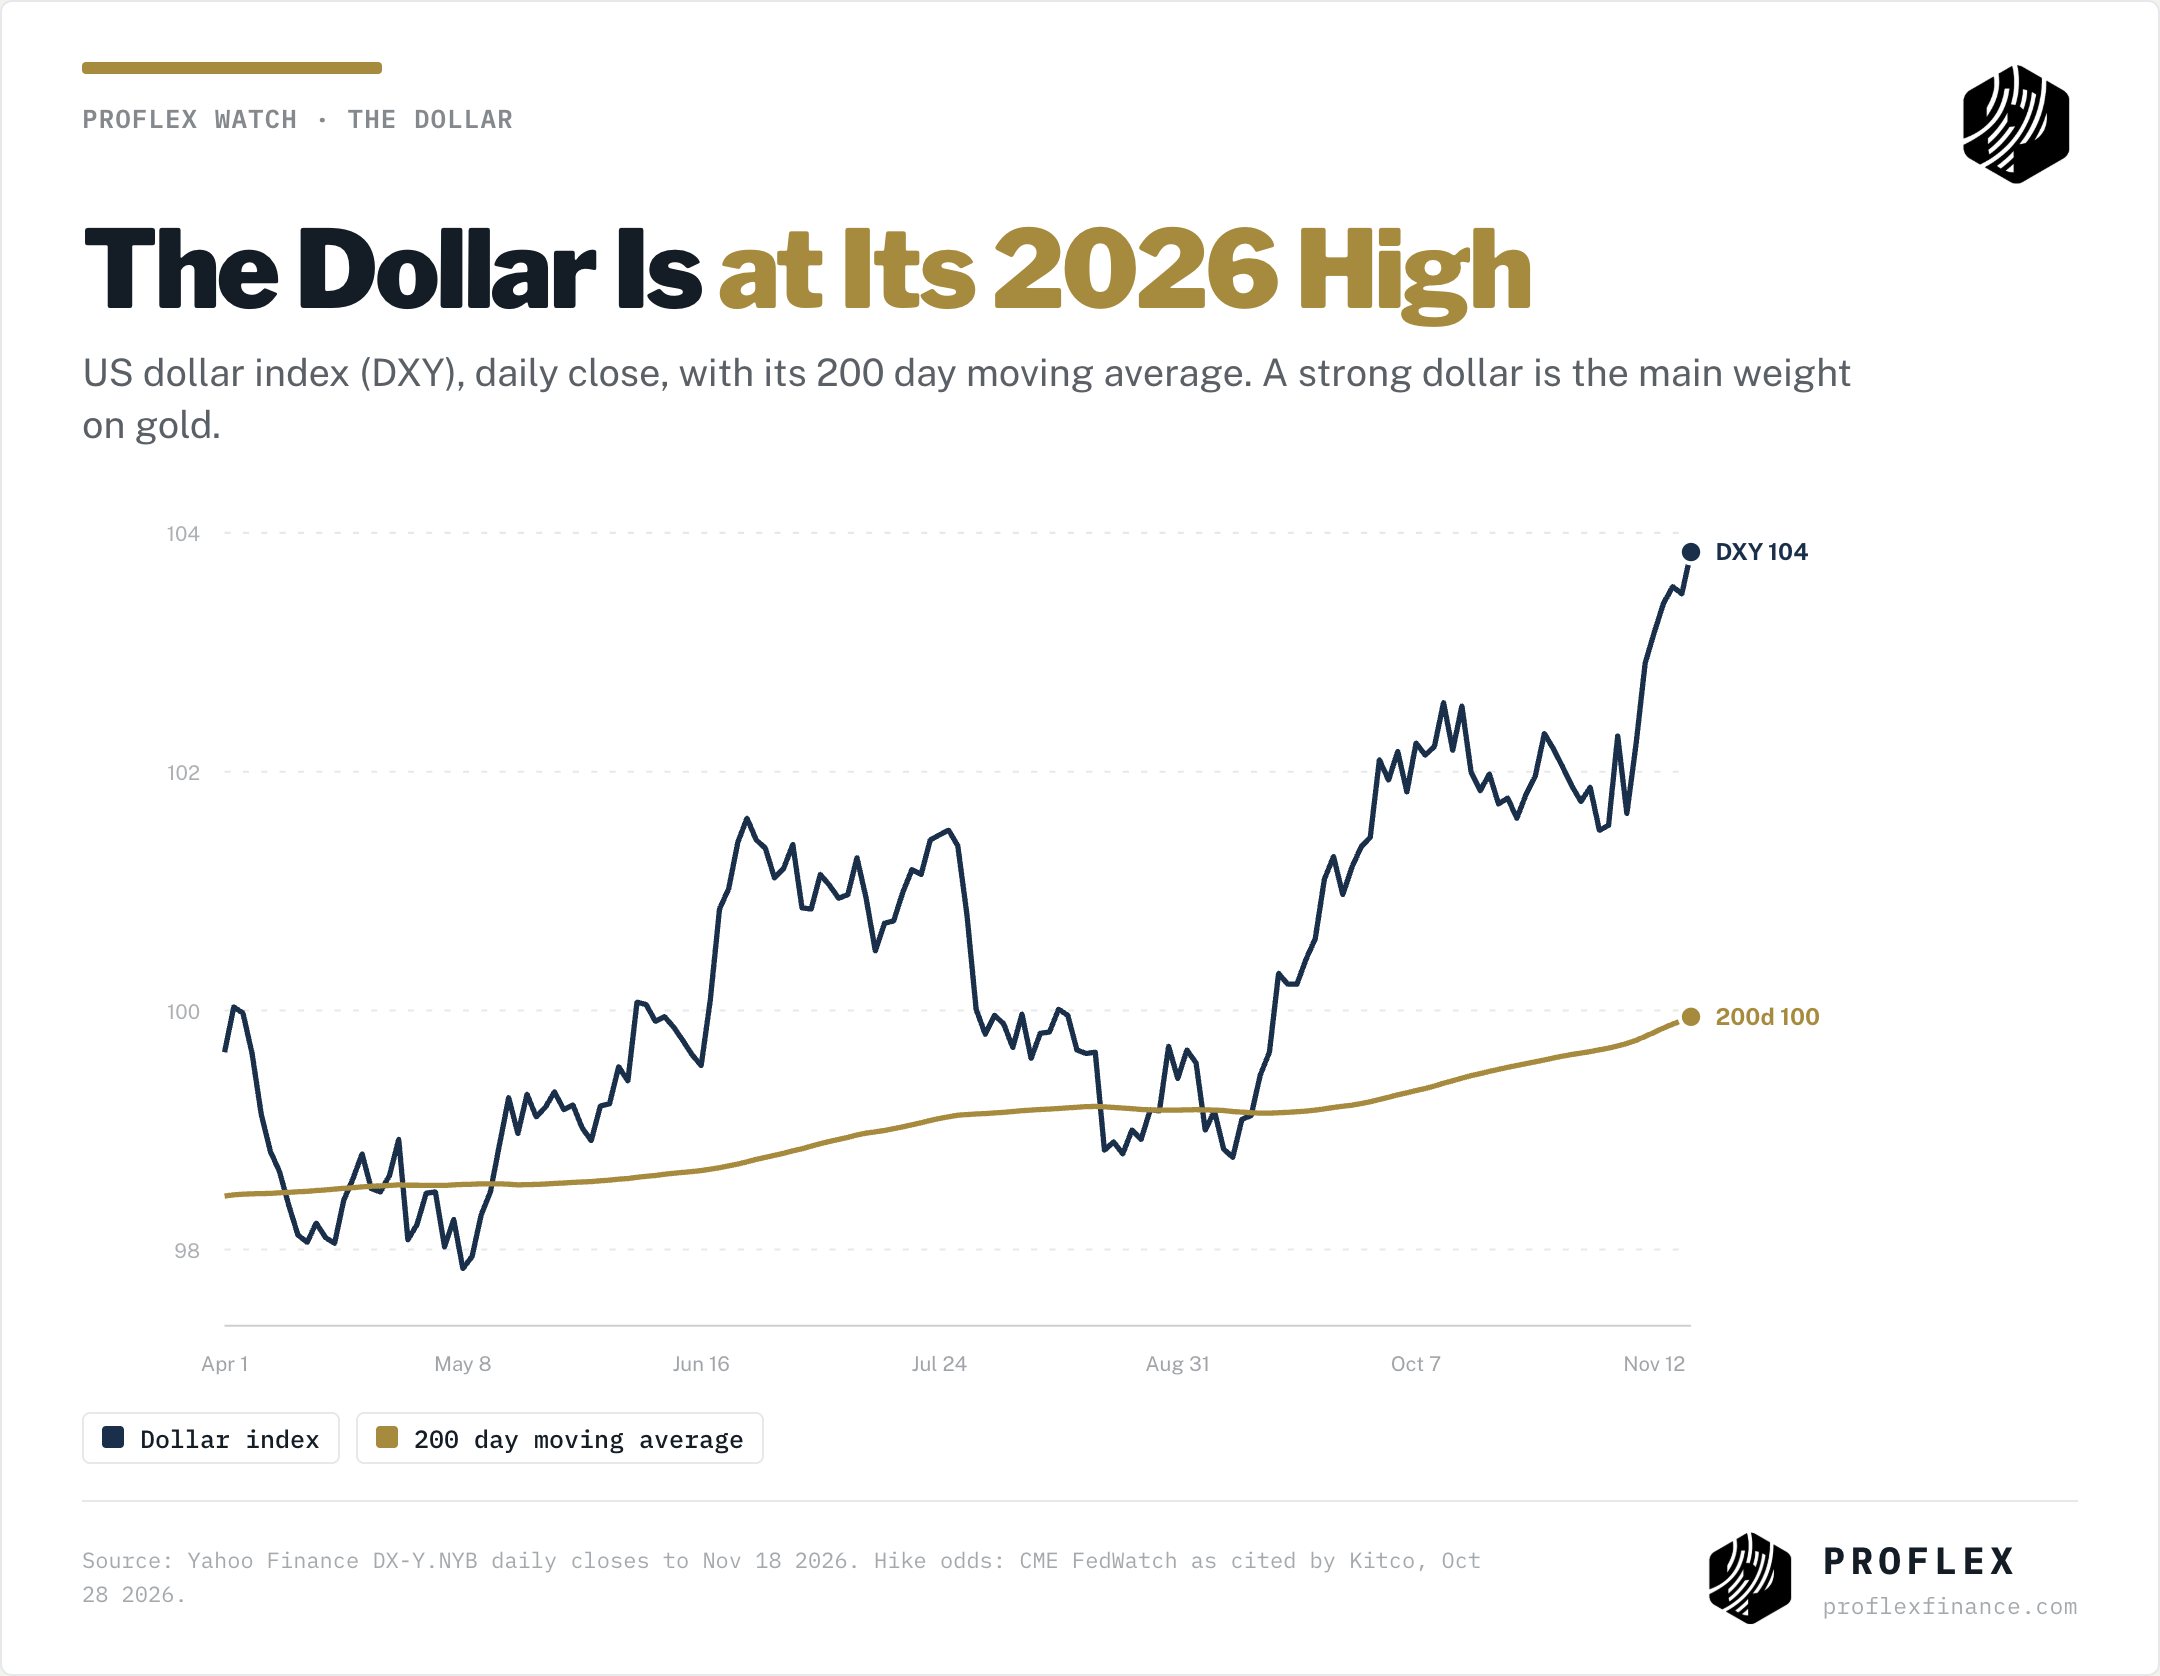 PROFLEX WATCH · THE DOLLAR
The Dollar Is at Its 2026 High
US dollar index (DXY), daily close, with its 200 day moving average. A strong dollar is the main weight
on gold.
104
DXY 104
102
100
200d 100
98
Apr 1
May 8
Jun 16
Jul 24
Aug 31
Oct 7
Nov 12
Dollar index
200 day moving average
Source: Yahoo Finance DX-Y.NYB daily closes to Nov 18 2026. Hike odds: CME FedWatch as cited by Kitco, Oct
28 2026.
PROFLEX
proflexfinance.com